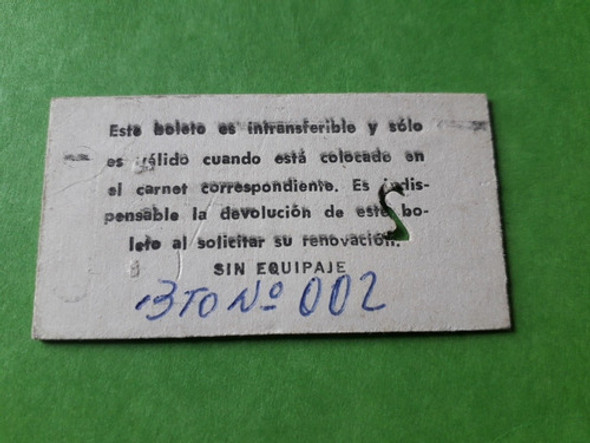 Este boleto es intransferible y sólo
es válido cuando está colocado en
el carnet correspondiente. Es indis-
pensable la devolución de este bo-
leto al solicitar su renovación.
SIN EQUIPAJE
BTO Nº 002